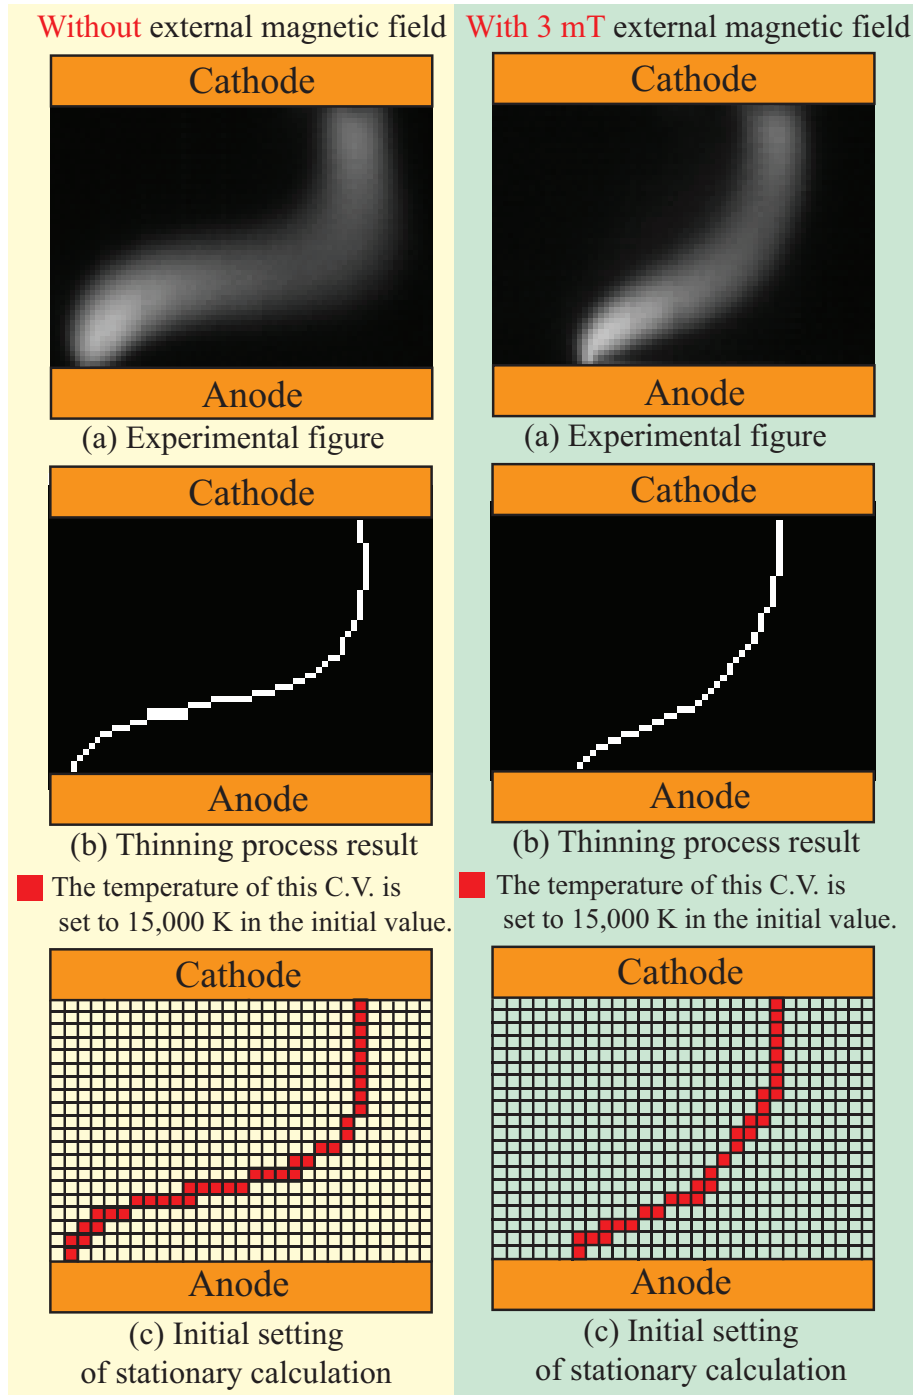 Without external magnetic field
Cathode
Anode
(a) Experimental figure
Cathode
Anode
(b) Thinning process result
The temperature of this C.V. is
set to 15,000 K in the initial value.
Cathode
Anode
(c) Initial setting
of stationary calculation
With 3 mT external magnetic field
Cathode
Anode
(a) Experimental figure
Cathode
Anode
(b) Thinning process result
The temperature of this C.V. is
set to 15,000 K in the initial value.
Cathode
Anode
(c) Initial setting
of stationary calculation